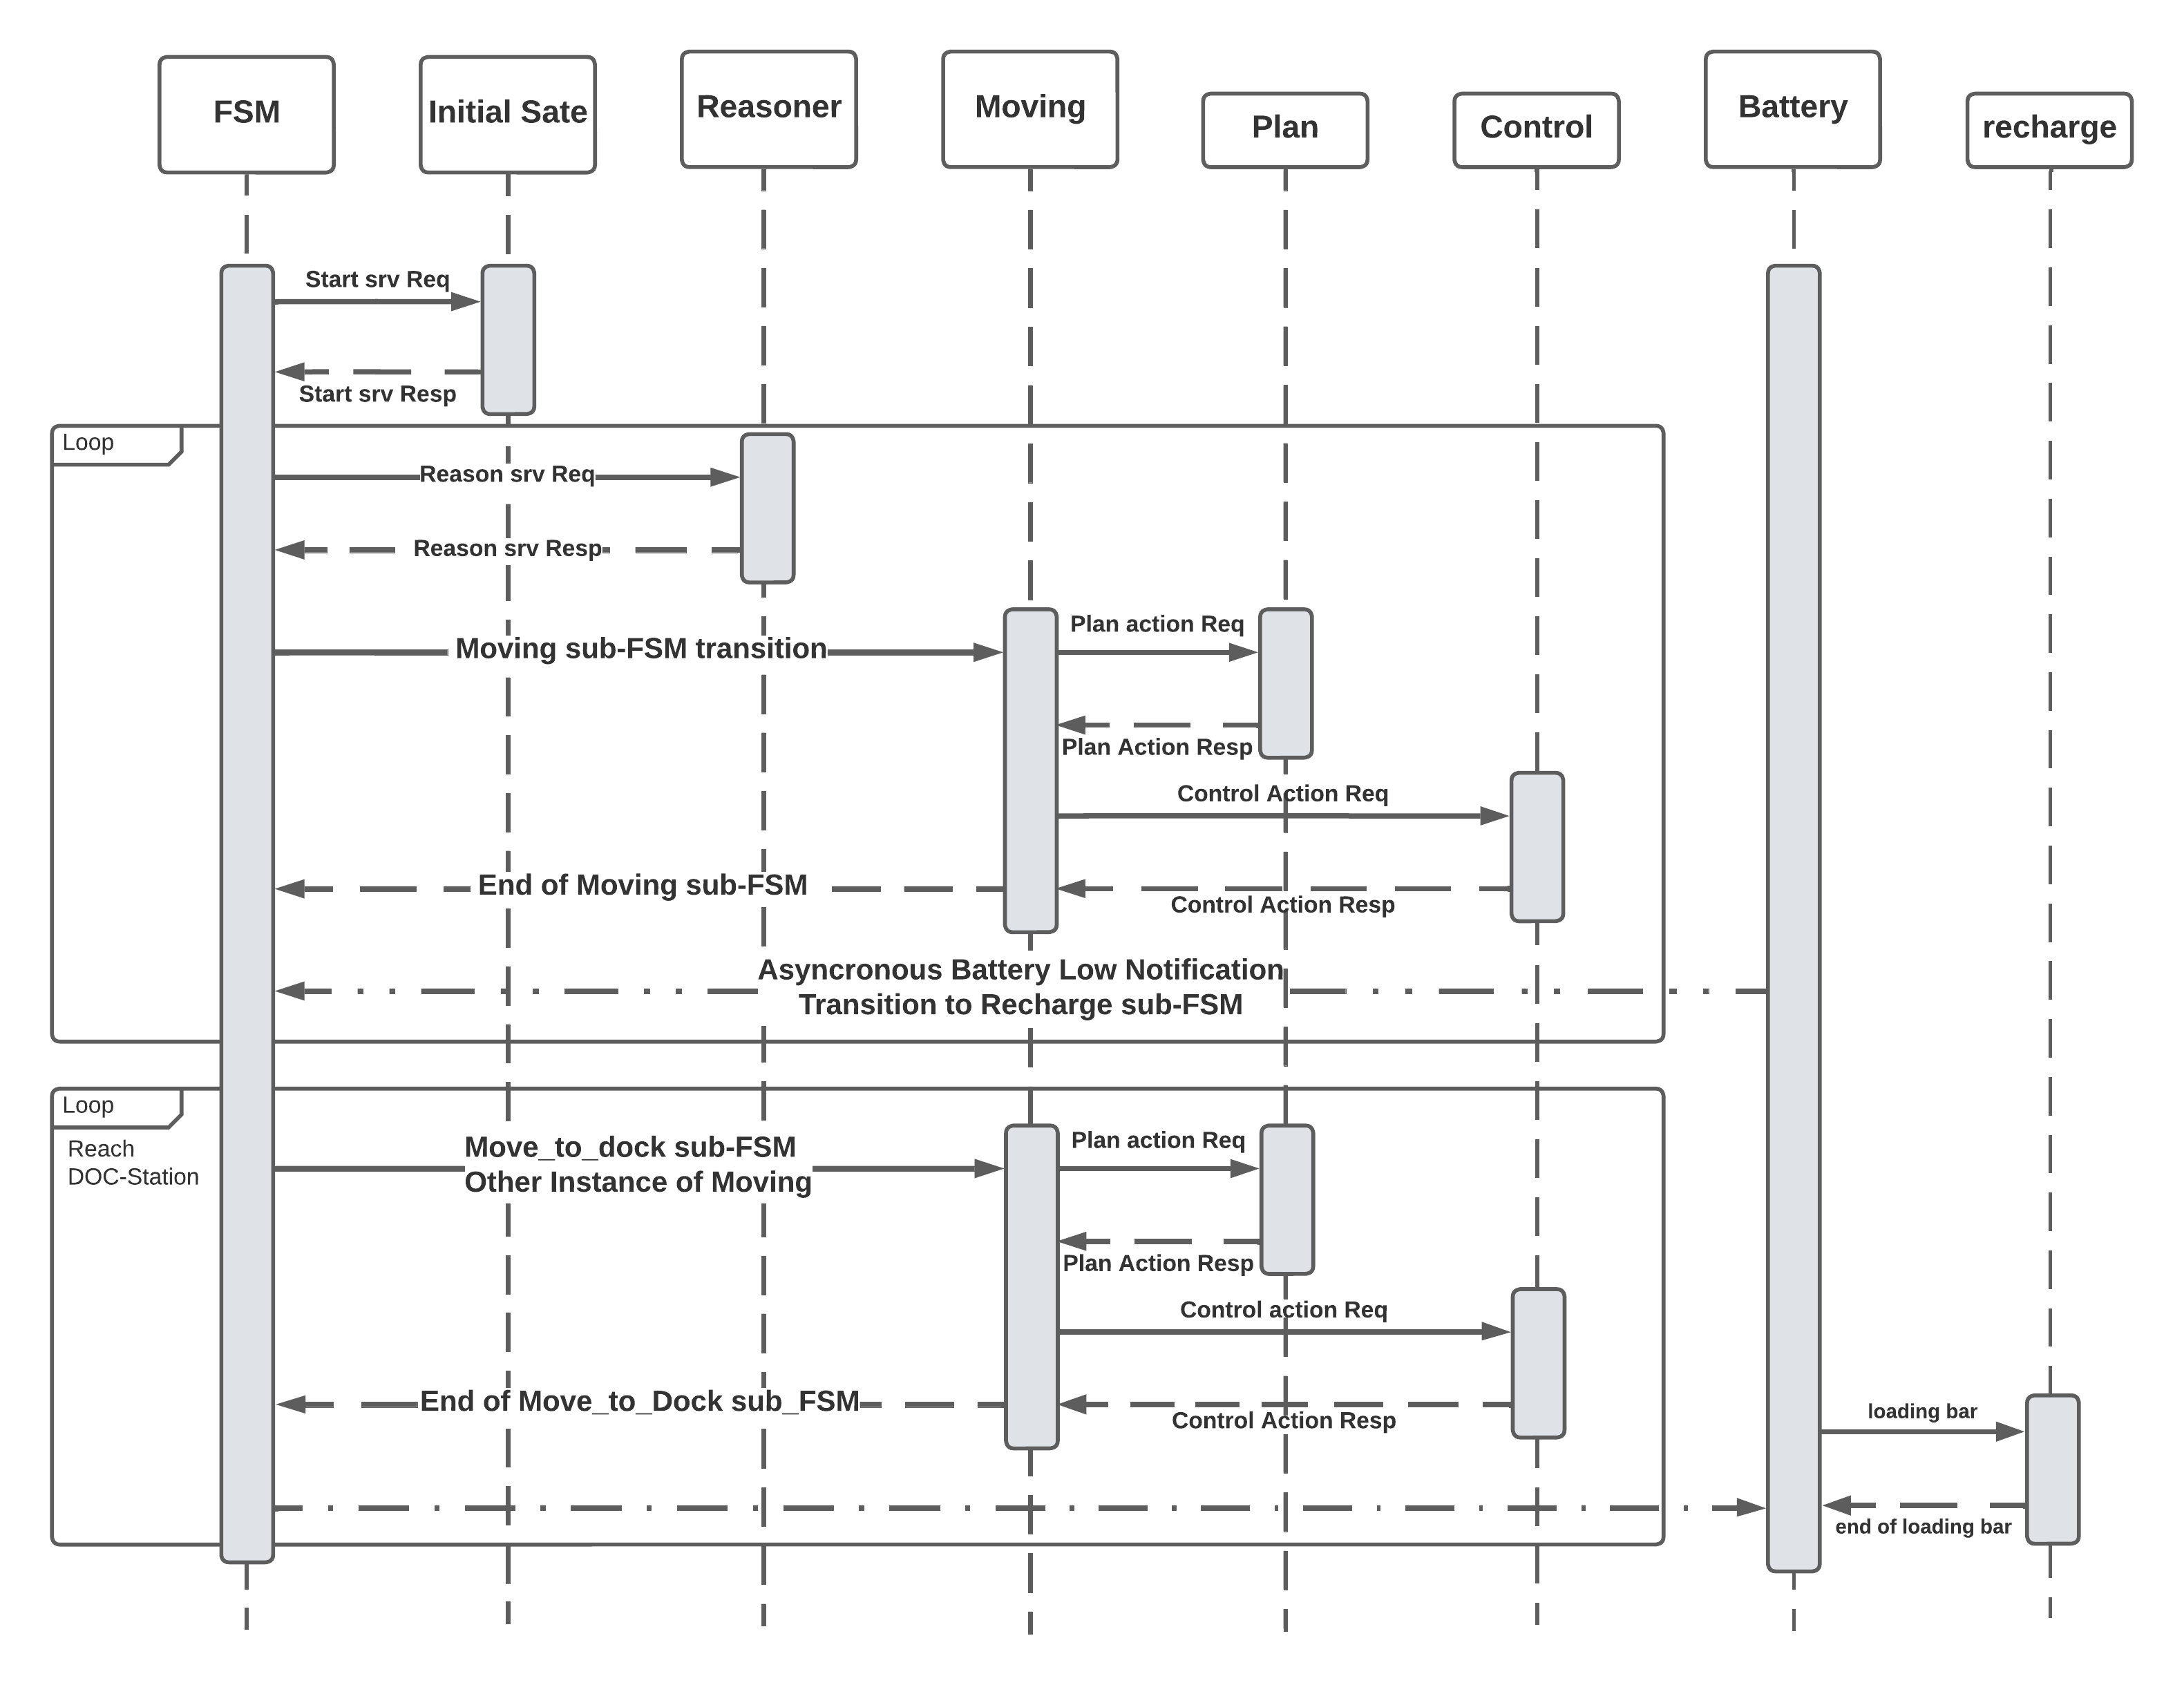 FSM
Initial Sate
Reasoner
Moving
Plan
Control
Battery
recharge
Start srv Req
Start srv Resp
Loop
Reason srv Req
Reason srv Resp
Plan action Req
Moving sub-FSM transition
Plan Action Resp
Control Action Req
End of Moving sub-FSM
Control Action Resp
Asyncronous Battery Low Notification
Transition to Recharge sub-FSM
Loop
Reach
DOC-Station
Move_to_dock sub-FSM
Other Instance of Moving
Plan action Req
Plan Action Resp
Control action Req
End of Move_to_Dock sub_FSM
Control Action Resp
loading bar
end of loading bar